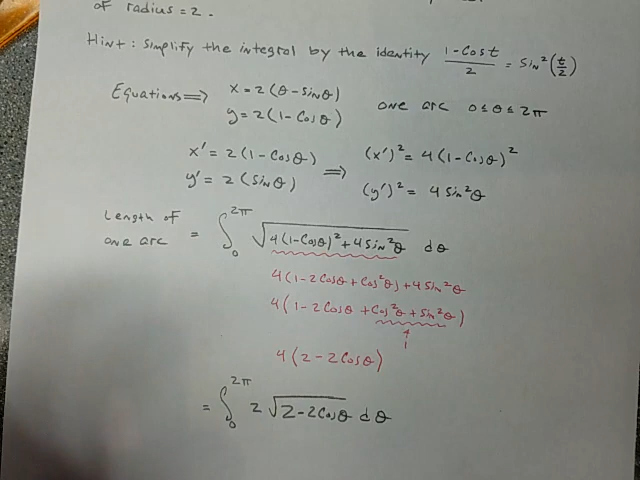 of radius = 2.
Hint: Simplify the integral by the identity (1-Cos t)/2 = Sin²(t/2)
Equations ⟹ x = 2(θ-Sinθ)
y = 2(1-Cosθ)
one arc 0≤θ≤2π
x' = 2(1-Cosθ) ⟹ (x')² = 4(1-Cosθ)²
y' = 2(Sinθ) (y')² = 4 Sin²θ
Length of one arc = ∫₀^2π √(4(1-Cosθ)²+4Sin²θ) dθ
4(1-2Cosθ+Cos²θ)+4Sin²θ
4(1-2Cosθ+Cos²θ+Sin²θ)
1
4(2-2Cosθ)
= ∫₀^2π 2√(2-2Cosθ) dθ